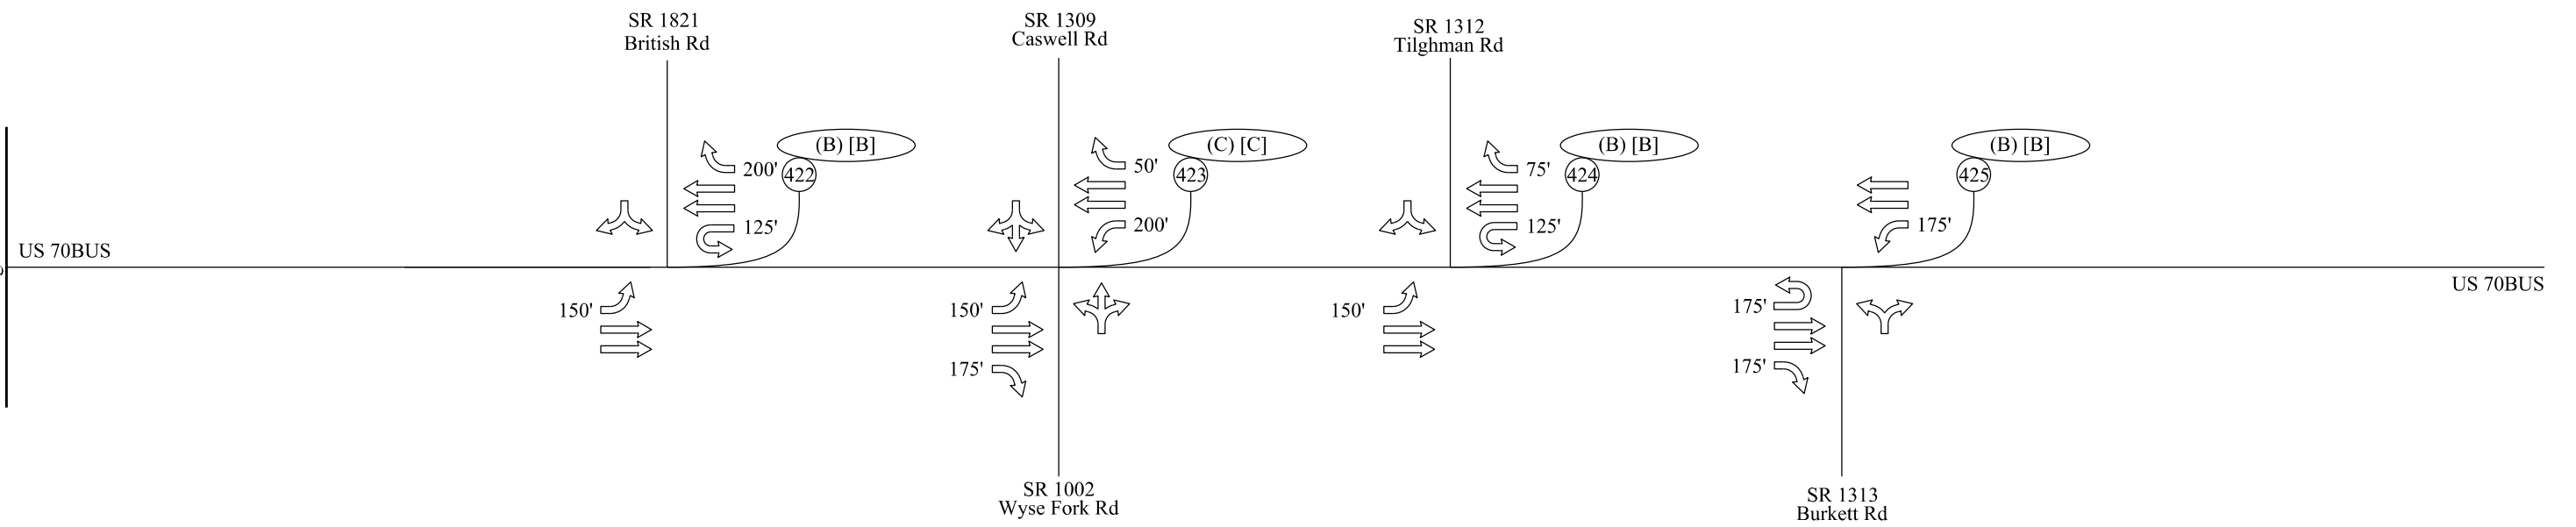 SR 1821
British Rd
SR 1309
Caswell Rd
SR 1312
Tilghman Rd
(B) [B]
(C) [C]
(B) [B]
(B) [B]
200'
422
50'
423
75'
424
425
125'
200'
125'
175'
US 70BUS
US 70BUS
150'
150'
150'
175'
175'
175'
SR 1002
Wyse Fork Rd
SR 1313
Burkett Rd